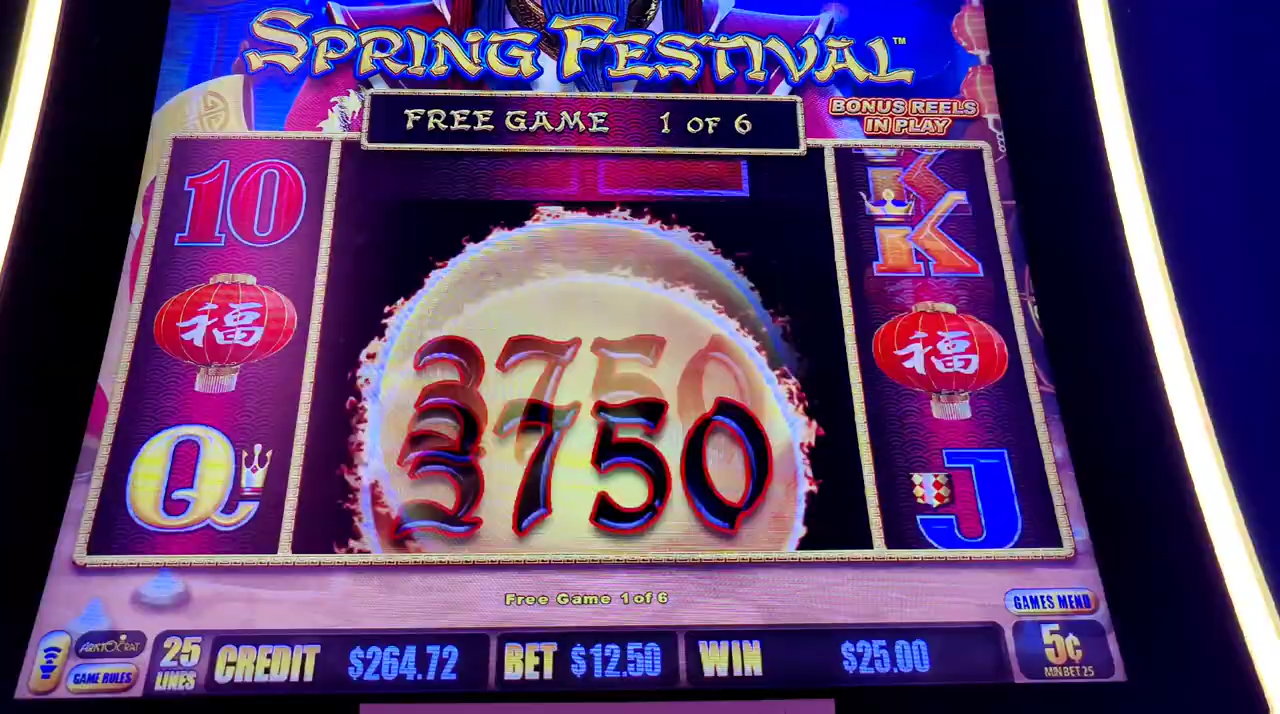 SPRING FESTIVAL™
FREE GAME 1 OF 6
BONUS REELS
IN PLAY
10
K
K
福
福
3750
Q
J
Free Game 1 of 6
GAMES MENU
ARISTOCRAT
GAME RULES
25
LINES
CREDIT $264.72
BET $12.50
WIN $25.00
5¢
MIN BET 25